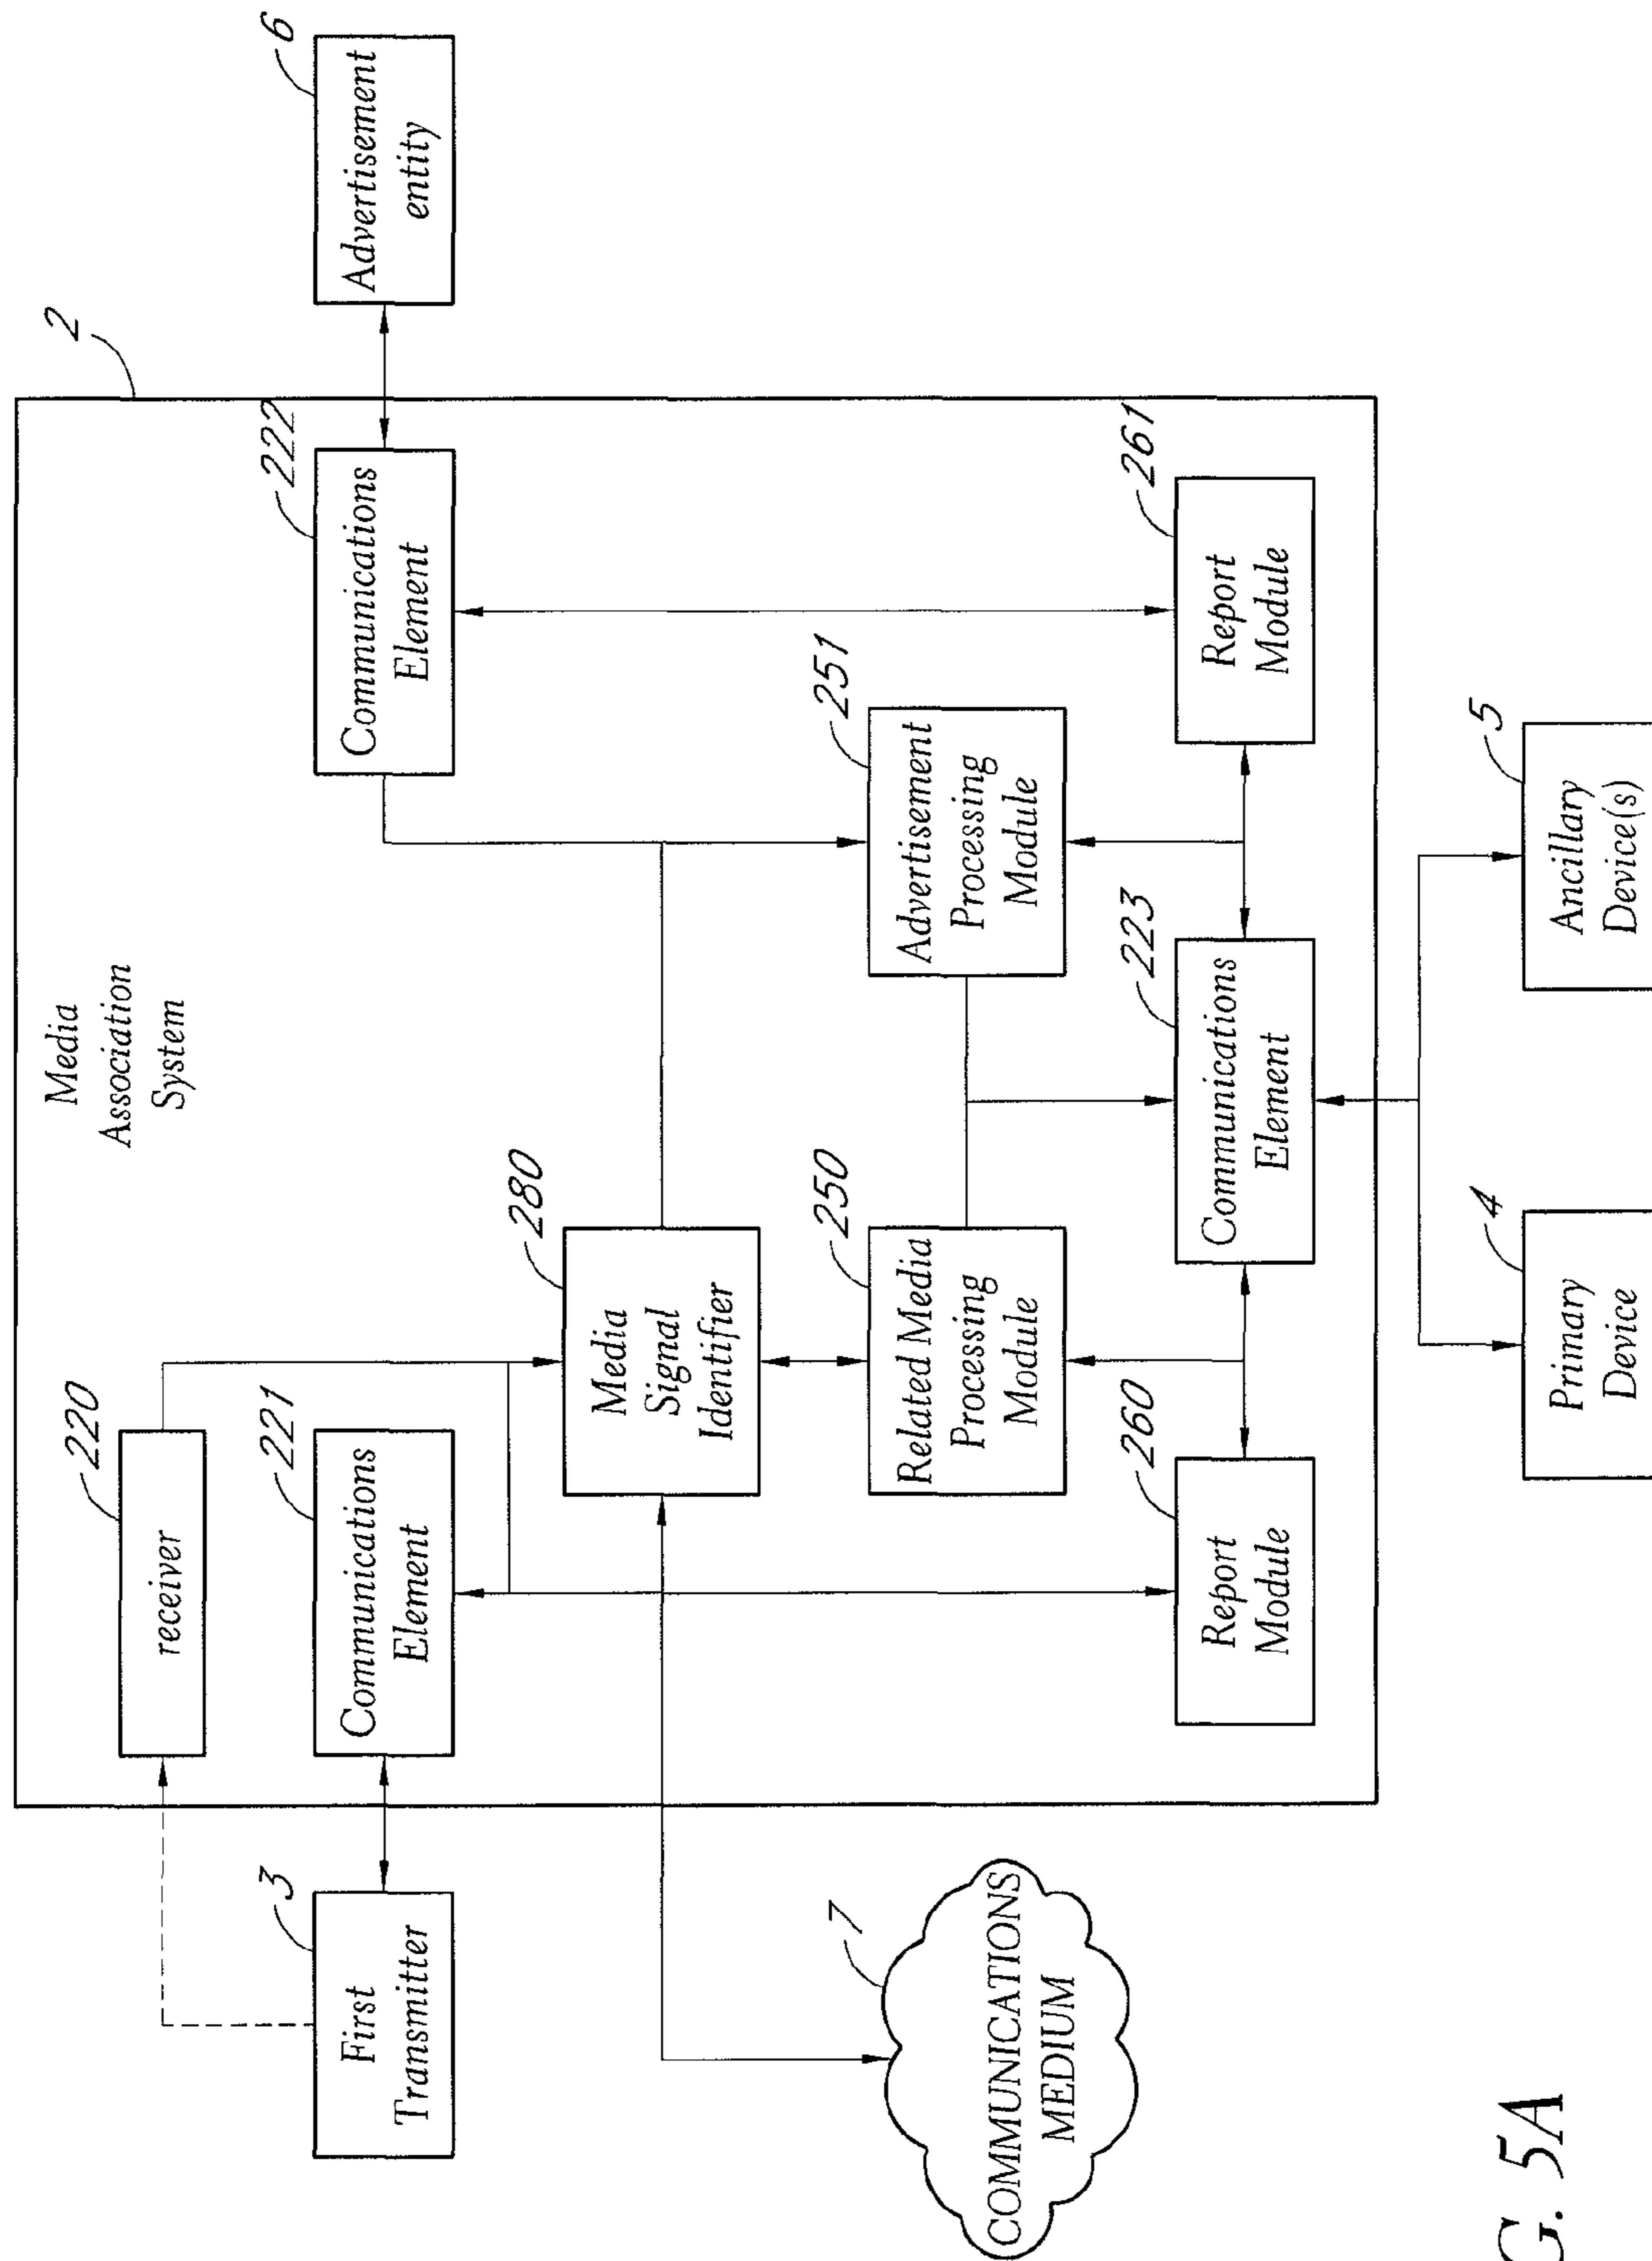 Media
Association
System
2
220
receiver
3
First
Transmitter
221
Communications
Element
222
Communications
Element
6
Advertisement
entity
280
Media
Signal
Identifier
7
COMMUNICATIONS
MEDIUM
250
Related Media
Processing
Module
251
Advertisement
Processing
Module
260
Report
Module
223
Communications
Element
261
Report
Module
4
Primary
Device
5
Ancillary
Device(s)
G. 5A